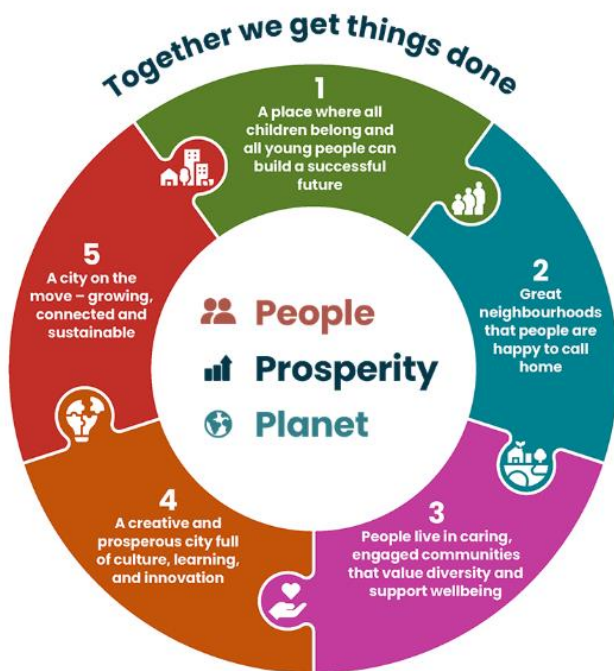 Together we get things done
1
A place where all
children belong and
all young people can
build a successful
future
2
Great
neighbourhoods
that people are
happy to call
home
3
People live in caring,
engaged communities
that value diversity and
support wellbeing
4
A creative and
prosperous city full
of culture, learning,
and innovation
5
A city on the
move – growing,
connected and
sustainable
People
Prosperity
Planet